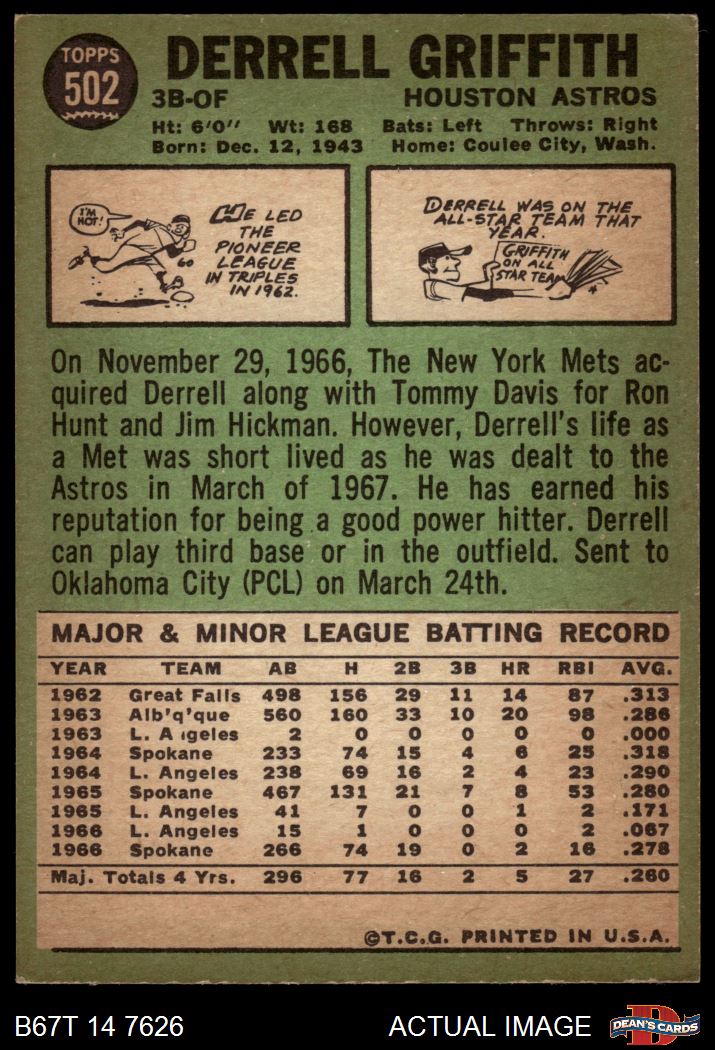 TOPPS
502
DERRELL GRIFFITH
3B-OF HOUSTON ASTROS
Ht: 6'0" Wt: 168 Bats: Left Throws: Right
Born: Dec. 12, 1943 Home: Coulee City, Wash.
I'M
HOT!
HE LED
THE
PIONEER
LEAGUE
IN TRIPLES
IN 1962.
DERRELL WAS ON THE
ALL-STAR TEAM THAT
YEAR.
GRIFFITH
ON ALL
STAR TEAM
On November 29, 1966, The New York Mets ac-
quired Derrell along with Tommy Davis for Ron
Hunt and Jim Hickman. However, Derrell's life as
a Met was short lived as he was dealt to the
Astros in March of 1967. He has earned his
reputation for being a good power hitter. Derrell
can play third base or in the outfield. Sent to
Oklahoma City (PCL) on March 24th.
MAJOR & MINOR LEAGUE BATTING RECORD
YEAR TEAM AB H 2B 3B HR RBI AVG.
1962 Great Falls 498 156 29 11 14 87 .313
1963 Alb'q'que 560 160 33 10 20 98 .286
1963 L. Angeles 2 0 0 0 0 0 .000
1964 Spokane 233 74 15 4 6 25 .318
1964 L. Angeles 238 69 16 2 4 23 .290
1965 Spokane 467 131 21 7 8 53 .280
1965 L. Angeles 41 7 0 0 1 2 .171
1966 L. Angeles 15 1 0 0 0 2 .067
1966 Spokane 266 74 19 0 2 16 .278
Maj. Totals 4 Yrs. 296 77 16 2 5 27 .260
©T.C.G. PRINTED IN U.S.A.
B67T 14 7626 ACTUAL IMAGE DEAN'S CARDS